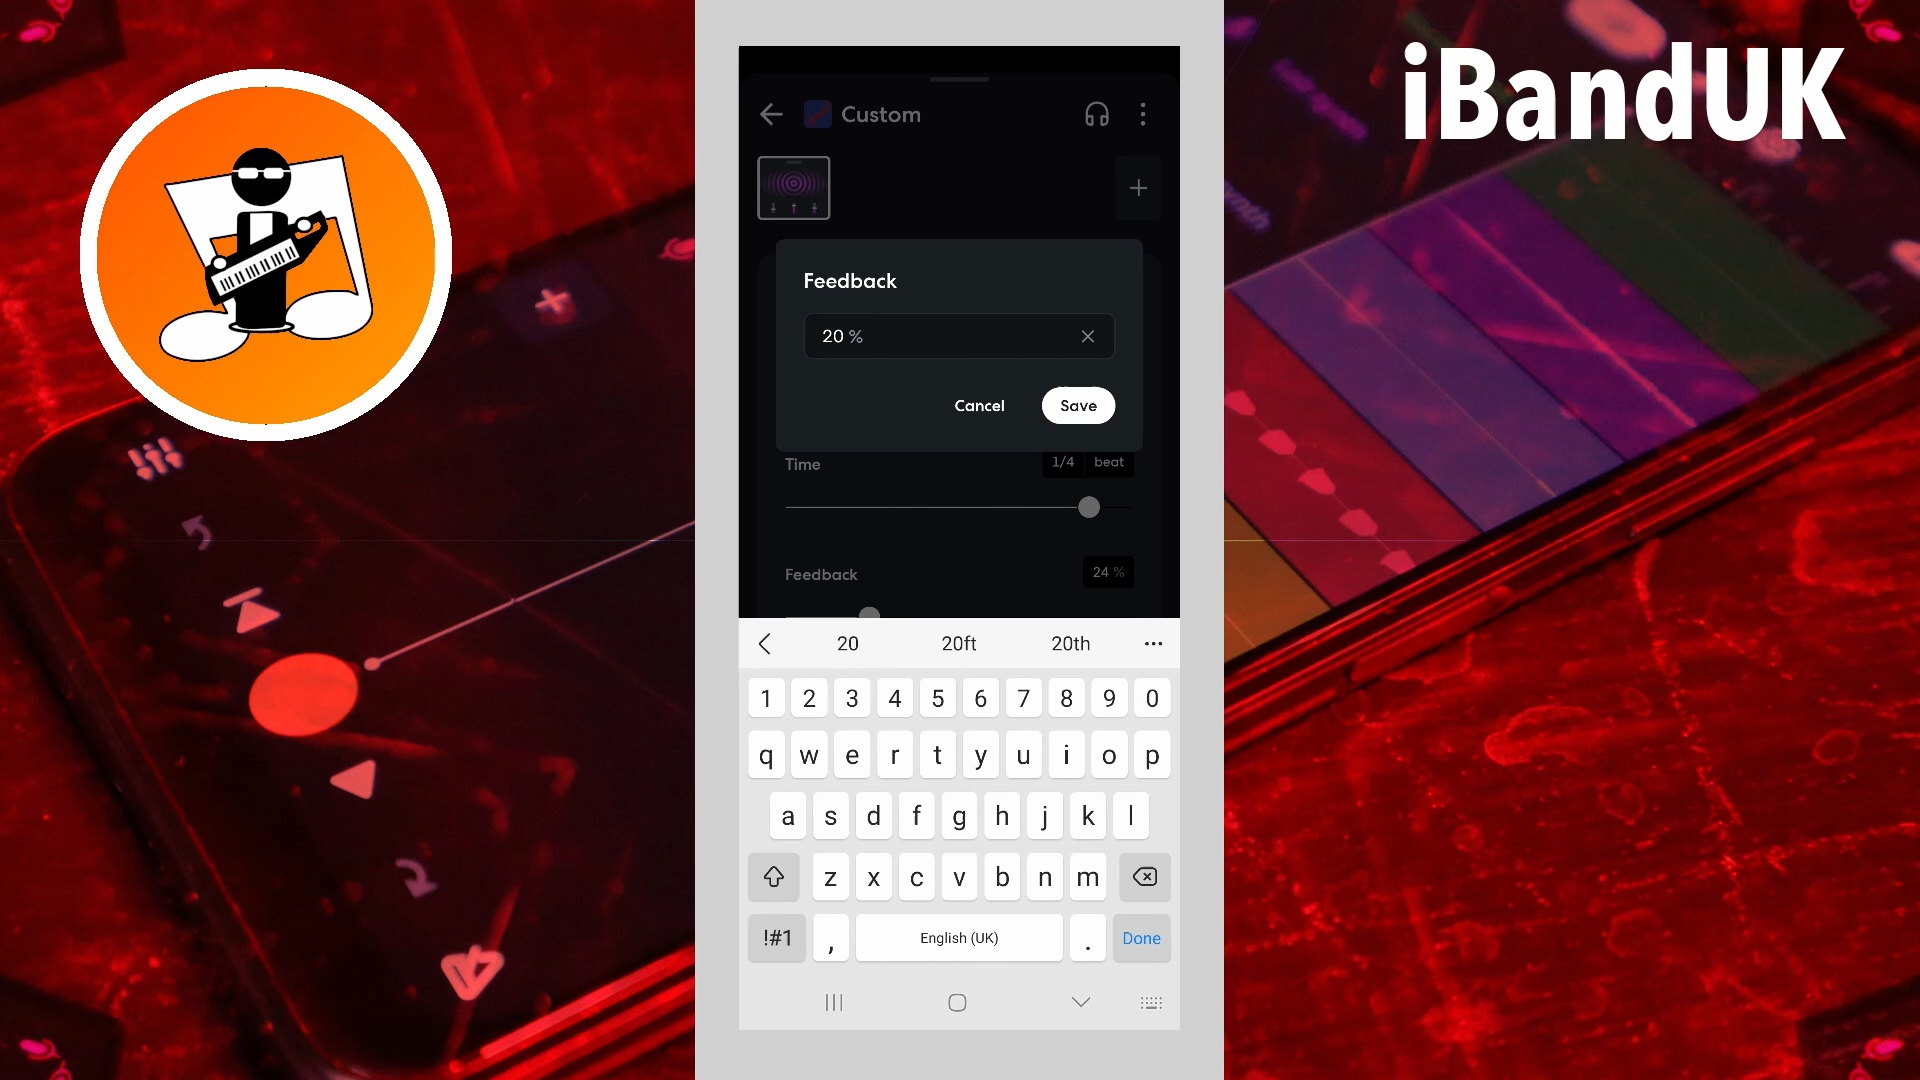 iBandUK
Custom
Feedback
20 %
Cancel
Save
Time
1/4
beat
Feedback
24 %
20
20ft
20th
1 2 3 4 5 6 7 8 9 0
q w e r t y u i o p
a s d f g h j k l
z x c v b n m
!#1 , English (UK) . Done